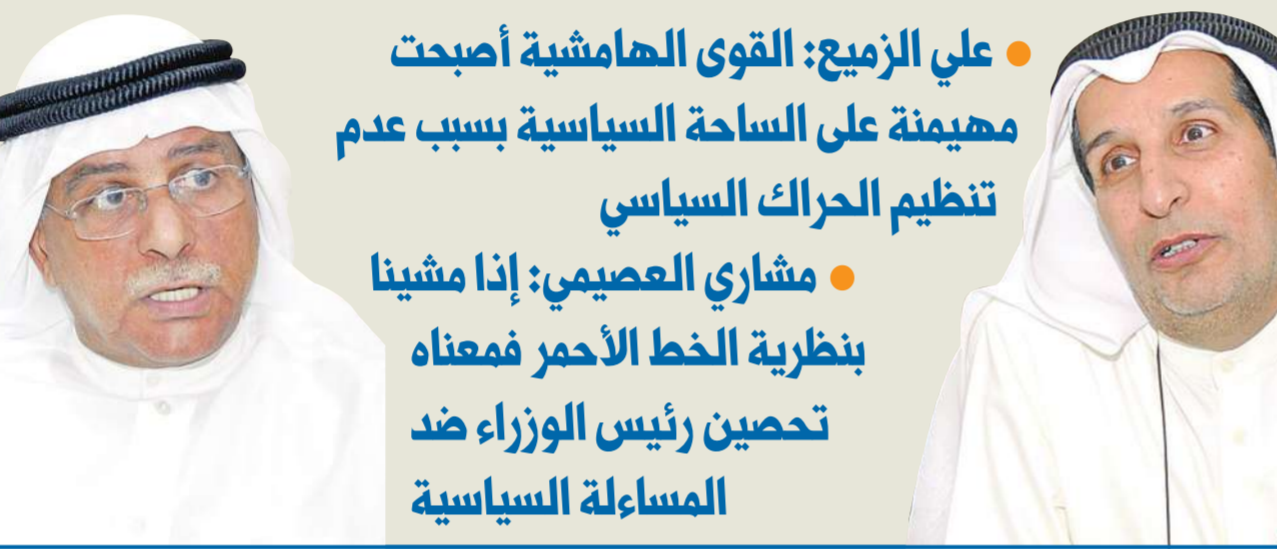 • علي الزميع: القوى الهامشية أصبحت
مهيمنة على الساحة السياسية بسبب عدم
تنظيم الحراك السياسي
• مشاري العصيمي: إذا مشينا
بنظرية الخط الأحمر فمعناه
تحصين رئيس الوزراء ضد
المساءلة السياسية